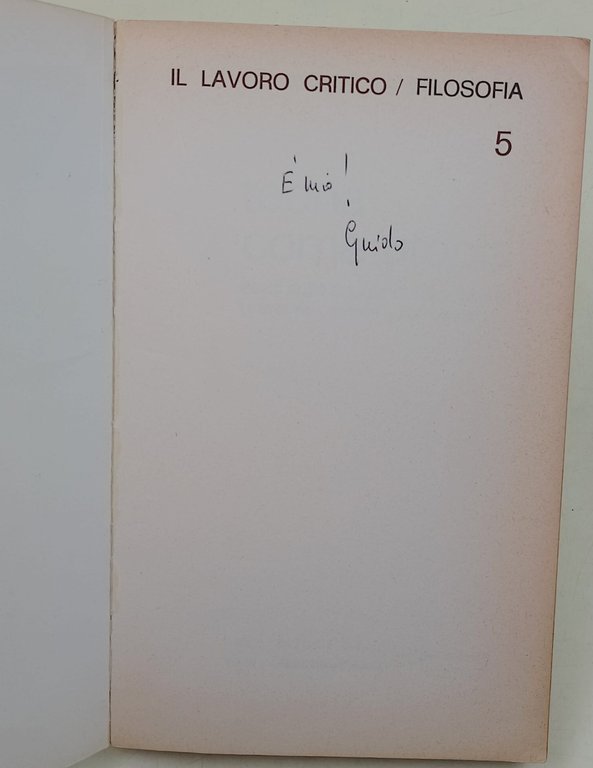 IL LAVORO CRITICO / FILOSOFIA
5
È mio!
Guido